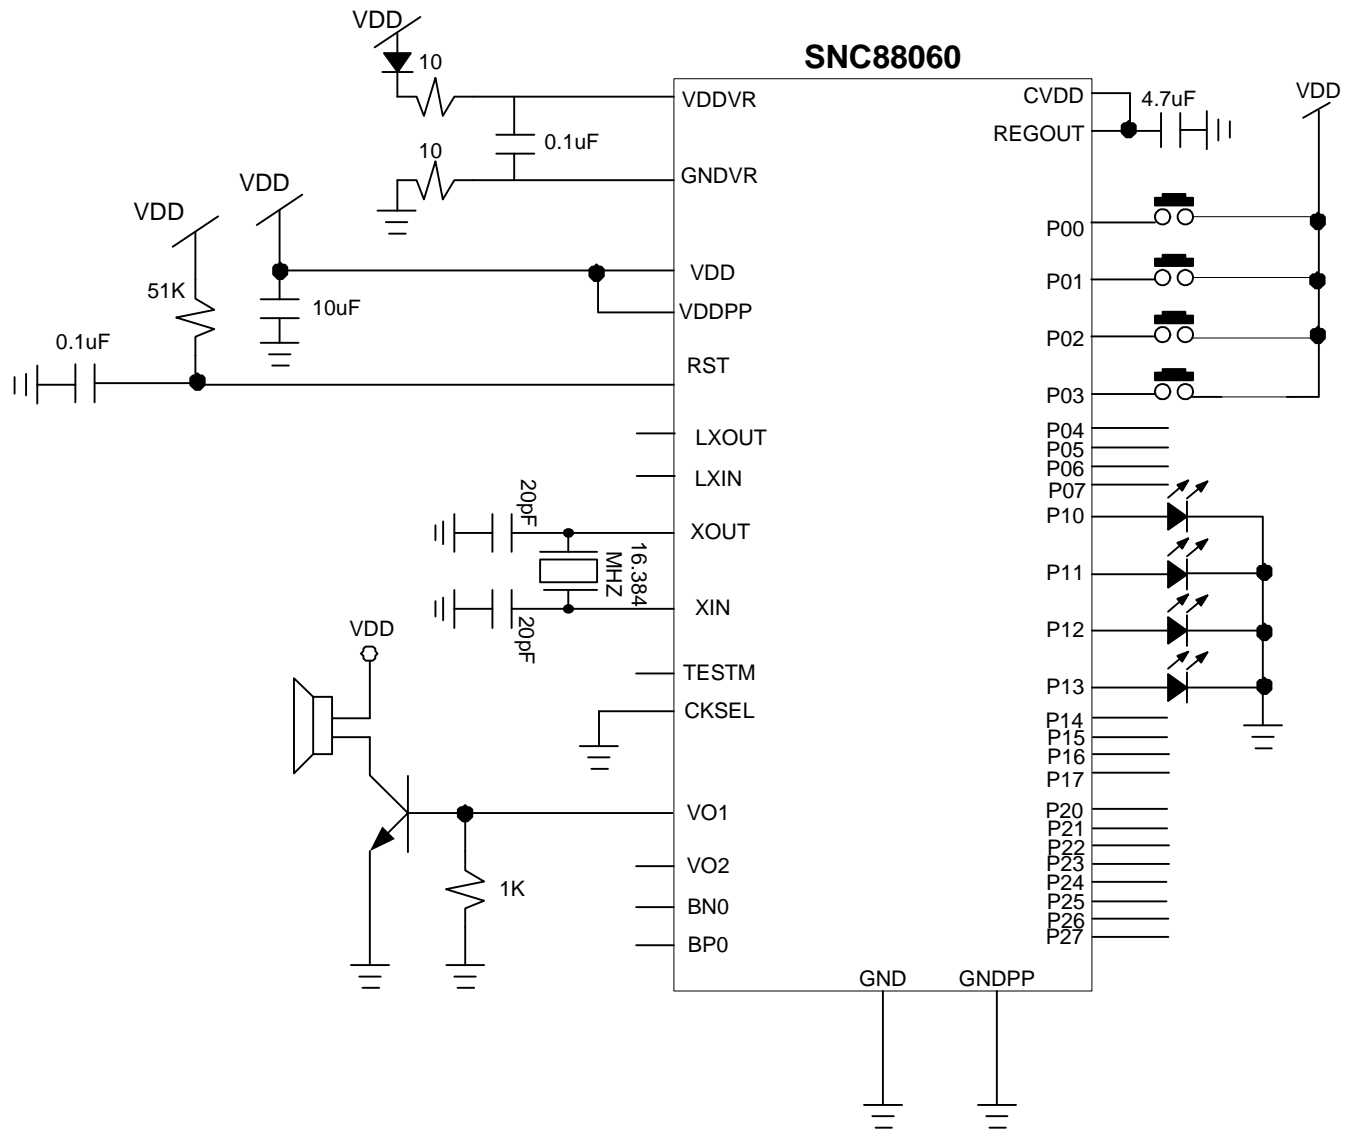 SNC88060
VDD
10
VDDVR
0.1uF
10
GNDVR
VDD
VDD
51K
10uF
0.1uF
VDD
VDDPP
RST
LXOUT
LXIN
20pF
XOUT
16.384
MHZ
XIN
20pF
VDD
TESTM
CKSEL
VO1
1K
VO2
BN0
BP0
CVDD
4.7uF
REGOUT
VDD
P00
P01
P02
P03
P04
P05
P06
P07
P10
P11
P12
P13
P14
P15
P16
P17
P20
P21
P22
P23
P24
P25
P26
P27
GND
GNDPP